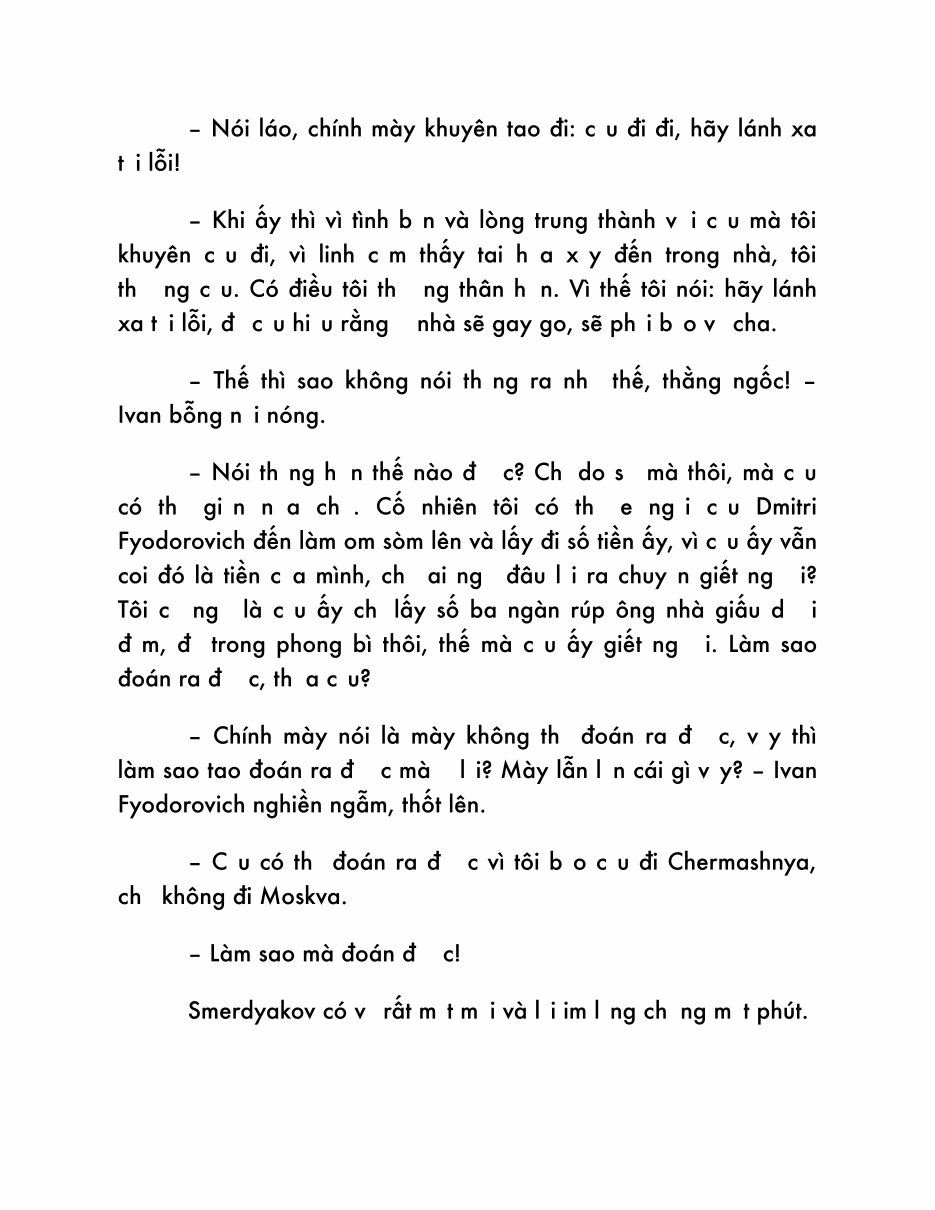 – Nói láo, chính mày khuyên tao đi: c u đi đi, hãy lánh xa
t i lỗi!
– Khi ấy thì vì tình b n và lòng trung thành v i c u mà tôi
khuyên c u đi, vì linh c m thấy tai h a x y đến trong nhà, tôi
th ng c u. Có điều tôi th ng thân h n. Vì thế tôi nói: hãy lánh
xa t i lỗi, đ c u hi u rằng nhà sẽ gay go, sẽ ph i b o v cha.
– Thế thì sao không nói th ng ra nh thế, thằng ngốc! –
Ivan bỗng n i nóng.
– Nói th ng h n thế nào đ c? Ch do s mà thôi, mà c u
có th gi n n a ch . Cố nhiên tôi có th e ng i c u Dmitri
Fyodorovich đến làm om sòm lên và lấy đi số tiền ấy, vì c u ấy vẫn
coi đó là tiền c a mình, ch ai ng đâu l i ra chuy n giết ng i?
Tôi c ng là c u ấy ch lấy số ba ngàn rúp ông nhà giấu d i
đ m, đ trong phong bì thôi, thế mà c u ấy giết ng i. Làm sao
đoán ra đ c, th a c u?
– Chính mày nói là mày không th đoán ra đ c, v y thì
làm sao tao đoán ra đ c mà l i? Mày lẫn l n cái gì v y? – Ivan
Fyodorovich nghiền ngẫm, thốt lên.
– C u có th đoán ra đ c vì tôi b o c u đi Chermashnya,
ch không đi Moskva.
– Làm sao mà đoán đ c!
Smerdyakov có v rất m t m i và l i im l ng ch ng m t phút.